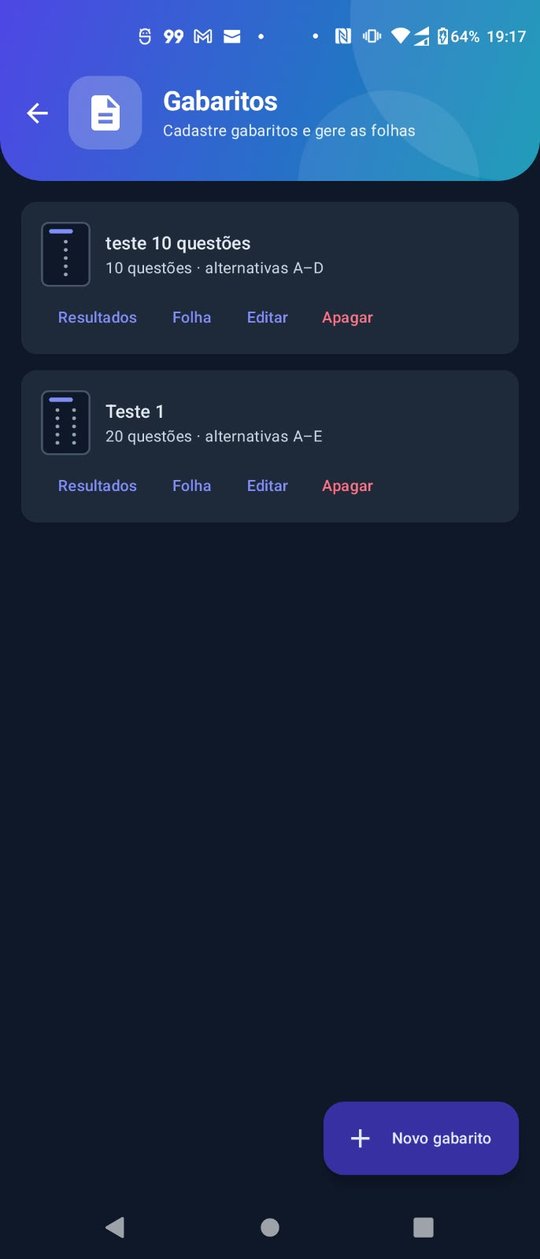 99
64% 19:17
Gabaritos
Cadastre gabaritos e gere as folhas
teste 10 questões
10 questões · alternativas A–D
Resultados Folha Editar Apagar
Teste 1
20 questões · alternativas A–E
Resultados Folha Editar Apagar
Novo gabarito